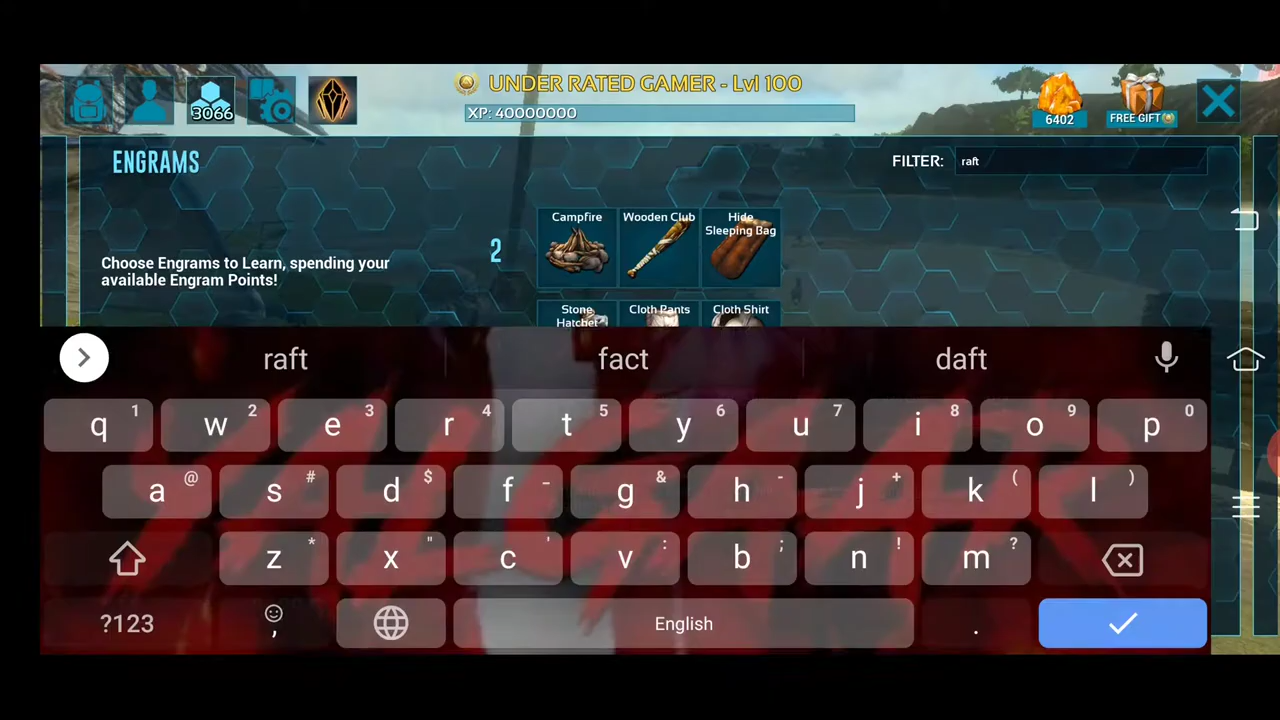 UNDER RATED GAMER - Lvl 100
3066
XP: 40000000
6402
FREE GIFT
ENGRAMS
FILTER:
raft
Campfire
Wooden Club
Hide Sleeping Bag
2
Choose Engrams to Learn, spending your
available Engram Points!
Stone Hatchet
Cloth Pants
Cloth Shirt
raft fact daft
q 1 w 2 e 3 r 4 t 5 y 6 u 7 i 8 o 9 p 0
a @ s # d $ f _ g & h - j + k ( l )
z * x " c ' v : b ; n ! m ?
?123 , English .